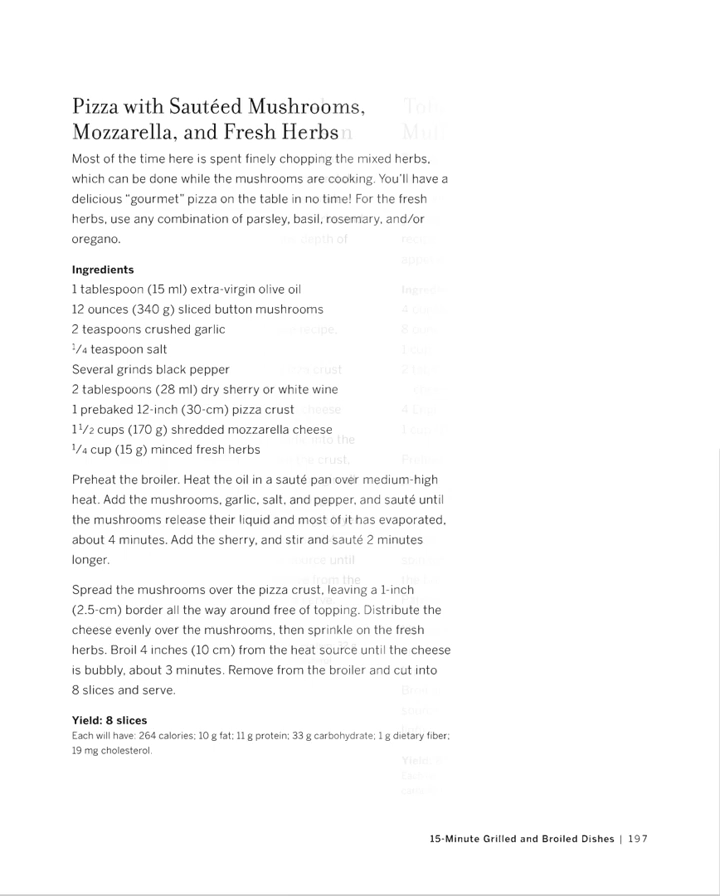 Pizza with Sautéed Mushrooms,
Mozzarella, and Fresh Herbs
Most of the time here is spent finely chopping the mixed herbs,
which can be done while the mushrooms are cooking. You'll have a
delicious “gourmet” pizza on the table in no time! For the fresh
herbs, use any combination of parsley, basil, rosemary, and/or
oregano.
Ingredients
1 tablespoon (15 ml) extra-virgin olive oil
12 ounces (340 g) sliced button mushrooms
2 teaspoons crushed garlic
1/4 teaspoon salt
Several grinds black pepper
2 tablespoons (28 ml) dry sherry or white wine
1 prebaked 12-inch (30-cm) pizza crust
1 1/2 cups (170 g) shredded mozzarella cheese
1/4 cup (15 g) minced fresh herbs
Preheat the broiler. Heat the oil in a sauté pan over medium-high
heat. Add the mushrooms, garlic, salt, and pepper, and sauté until
the mushrooms release their liquid and most of it has evaporated,
about 4 minutes. Add the sherry, and stir and sauté 2 minutes
longer.
Spread the mushrooms over the pizza crust, leaving a 1-inch
(2.5-cm) border all the way around free of topping. Distribute the
cheese evenly over the mushrooms, then sprinkle on the fresh
herbs. Broil 4 inches (10 cm) from the heat source until the cheese
is bubbly, about 3 minutes. Remove from the broiler and cut into
8 slices and serve.
Yield: 8 slices
Each will have: 264 calories; 10 g fat; 11 g protein; 33 g carbohydrate; 1 g dietary fiber;
19 mg cholesterol.
15-Minute Grilled and Broiled Dishes | 197